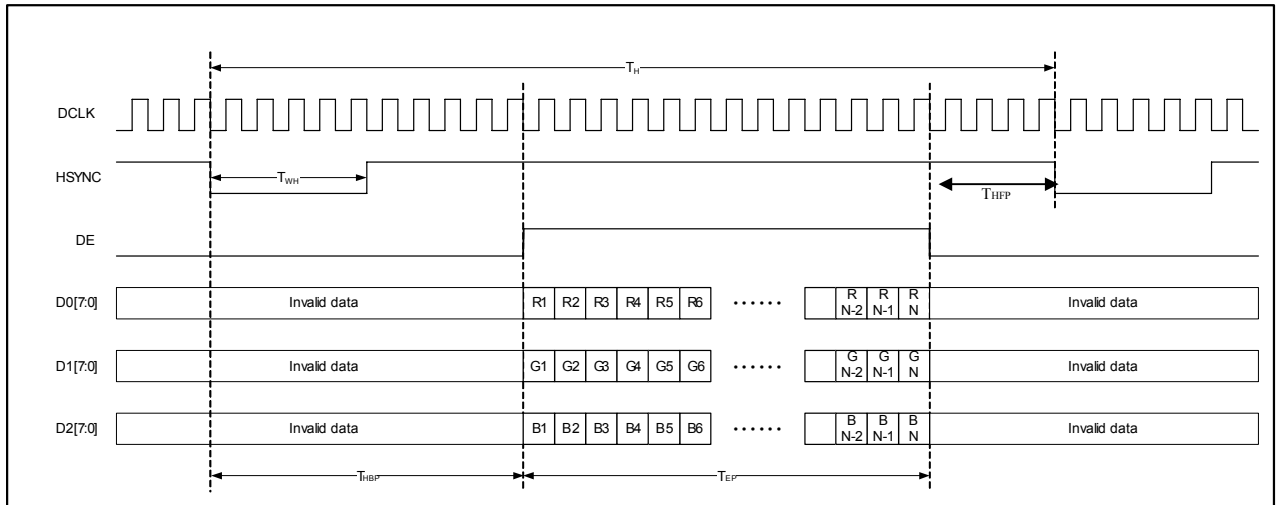 TH
DCLK
HSYNC
TWH
THFP
DE
D0[7:0] Invalid data R1 R2 R3 R4 R5 R6 ······ R N-2 R N-1 R N Invalid data
D1[7:0] Invalid data G1 G2 G3 G4 G5 G6 ······ G N-2 G N-1 G N Invalid data
D2[7:0] Invalid data B1 B2 B3 B4 B5 B6 ······ B N-2 B N-1 B N Invalid data
THBP TEP